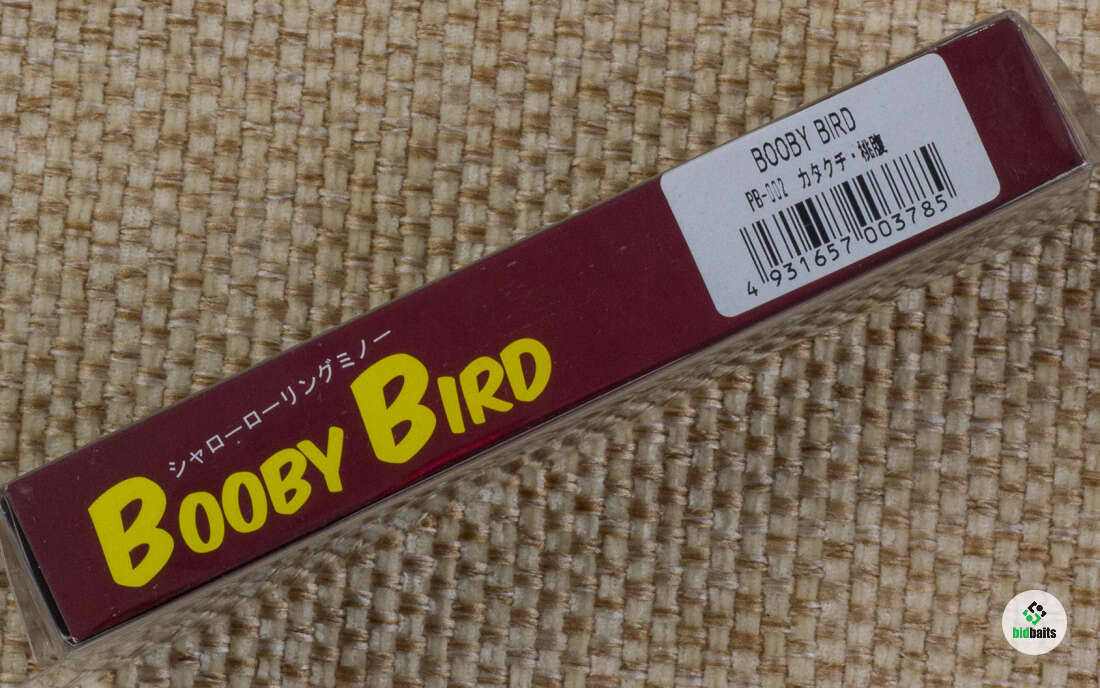 BOOBY BIRD
PB-002 カタクチ・桃腹
4 931657 003785
シャローローリングミノー
BOOBY BIRD
bidbaits